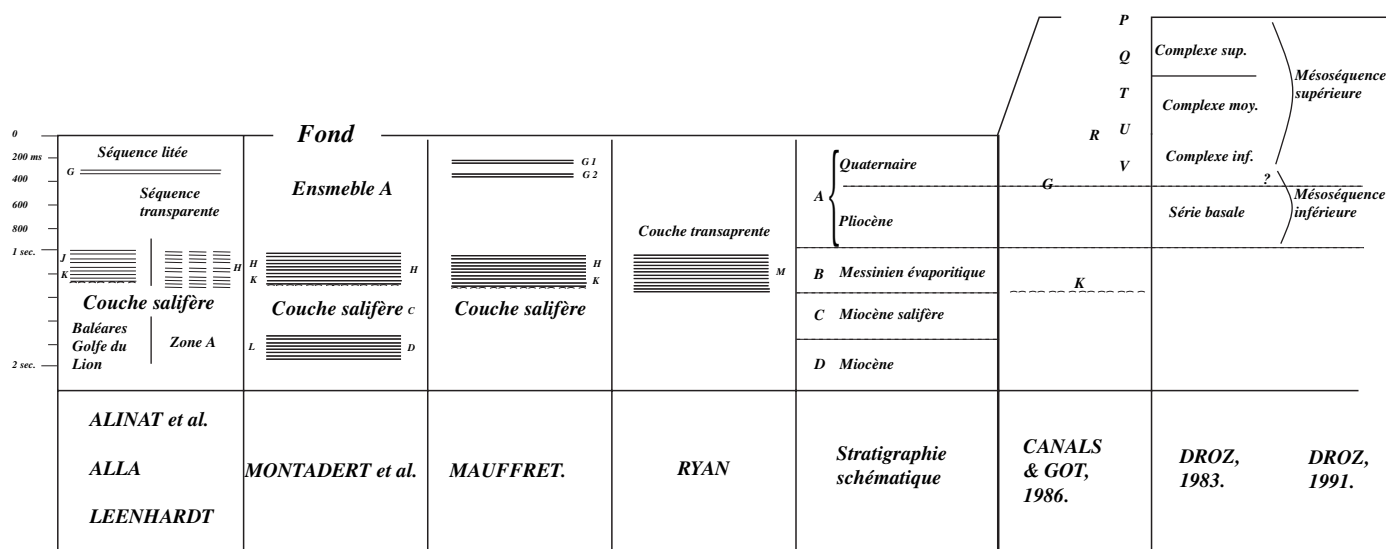 0
200 ms
400
600
800
1 sec.
2 sec.
Séquence litée
G
Séquence
transparente
J
K
H
Couche salifère
Baléares
Golfe du
Lion
Zone A
ALINAT et al.
ALLA
LEENHARDT
Fond
Ensmeble A
H
K
H
Couche salifère C
L
D
MONTADERT et al.
G 1
G 2
H
K
Couche salifère
MAUFFRET.
Couche transaprente
M
RYAN
A
Quaternaire
Pliocène
B Messinien évaporitique
C Miocène salifère
D Miocène
Stratigraphie
schématique
G
K
R
P
Q
T
U
V
CANALS
& GOT,
1986.
Complexe sup.
Complexe moy.
Complexe inf.
?
Série basale
DROZ,
1983.
Mésoséquence
supérieure
Mésoséquence
inférieure
DROZ,
1991.